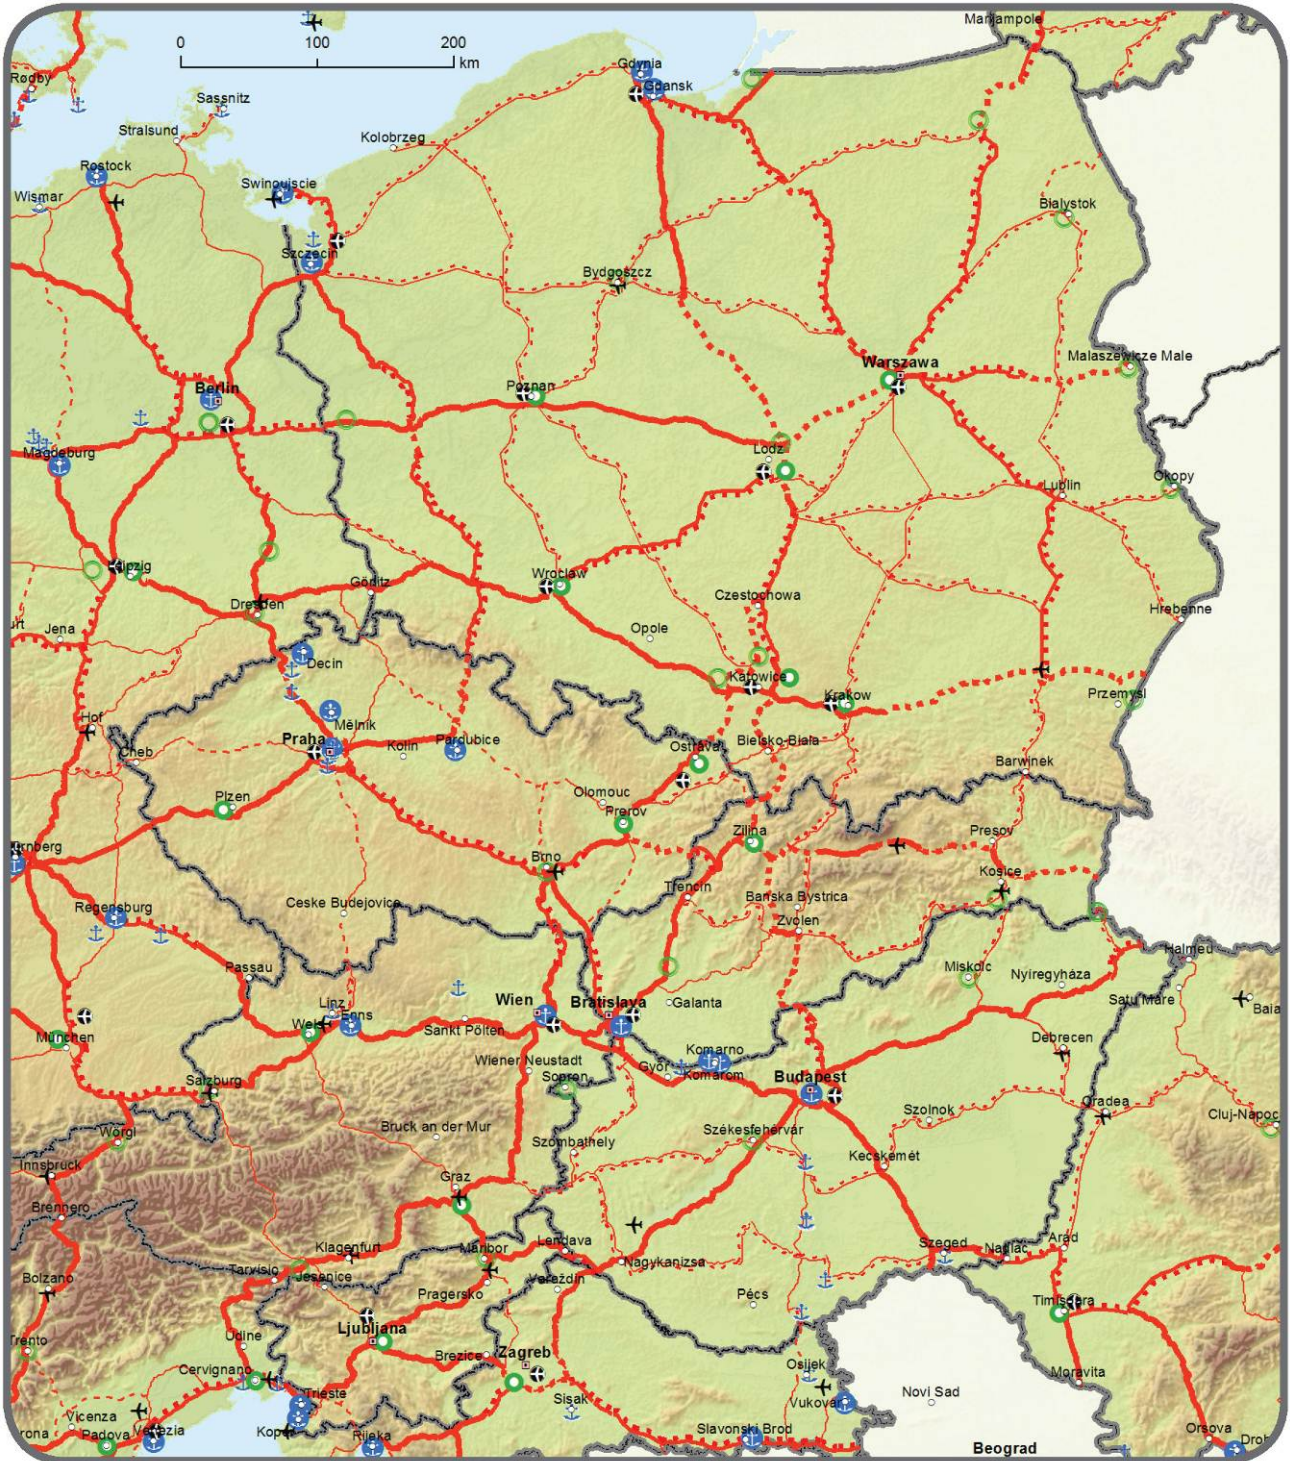 Marijampole
0 100 200
km
Rødby
Gdynia
Gdansk
Sassnitz
Stralsund
Kolobrzeg
Rostock
Swinoujscie
Wismar
Bialystok
Szczecin
Bydgoszcz
Warszawa
Malaszewicze Male
Berlin
Poznan
Lodz
Magdeburg
Okopy
Lublin
Leipzig
Wroclaw
Görlitz
Dresden
Czestochowa
Hrebenne
Jena
Opole
Decin
Katowice
Krakow
Przemysl
Hof
Mělník
Praha
Kolin
Pardubice
Ostrava
Bielsko-Biala
Cheb
Barwinek
Plzen
Olomouc
Prerov
Zilina
Presov
Brno
Kosice
Trencin
Regensburg
Ceske Budejovice
Banska Bystrica
Zvolen
Halmeu
Passau
Miskolc
Nyíregyháza
Satu Mare
Wien
Bratislava
Galanta
Linz
Enns
Wels
Sankt Pölten
Baia
München
Debrecen
Komarno
Wiener Neustadt
Győr
Komárom
Sopron
Budapest
Salzburg
Oradea
Szolnok
Cluj-Napoc
Wörgl
Bruck an der Mur
Székesfehérvár
Szombathely
Kecskemét
Innsbruck
Graz
Brennero
Arad
Klagenfurt
Maribor
Lendava
Szeged
Nadlac
Tarvisio
Jesenice
Nagykanizsa
Bolzano
Vareždin
Pragersko
Pécs
Timisoara
Ljubljana
Udine
Trento
Brezice
Zagreb
Cervignano
Osijek
Moravita
Trieste
Sisak
Vukovar
Novi Sad
Vicenza
Padova
Venezia
Koper
Rijeka
Slavonski Brod
Orsova
Beograd